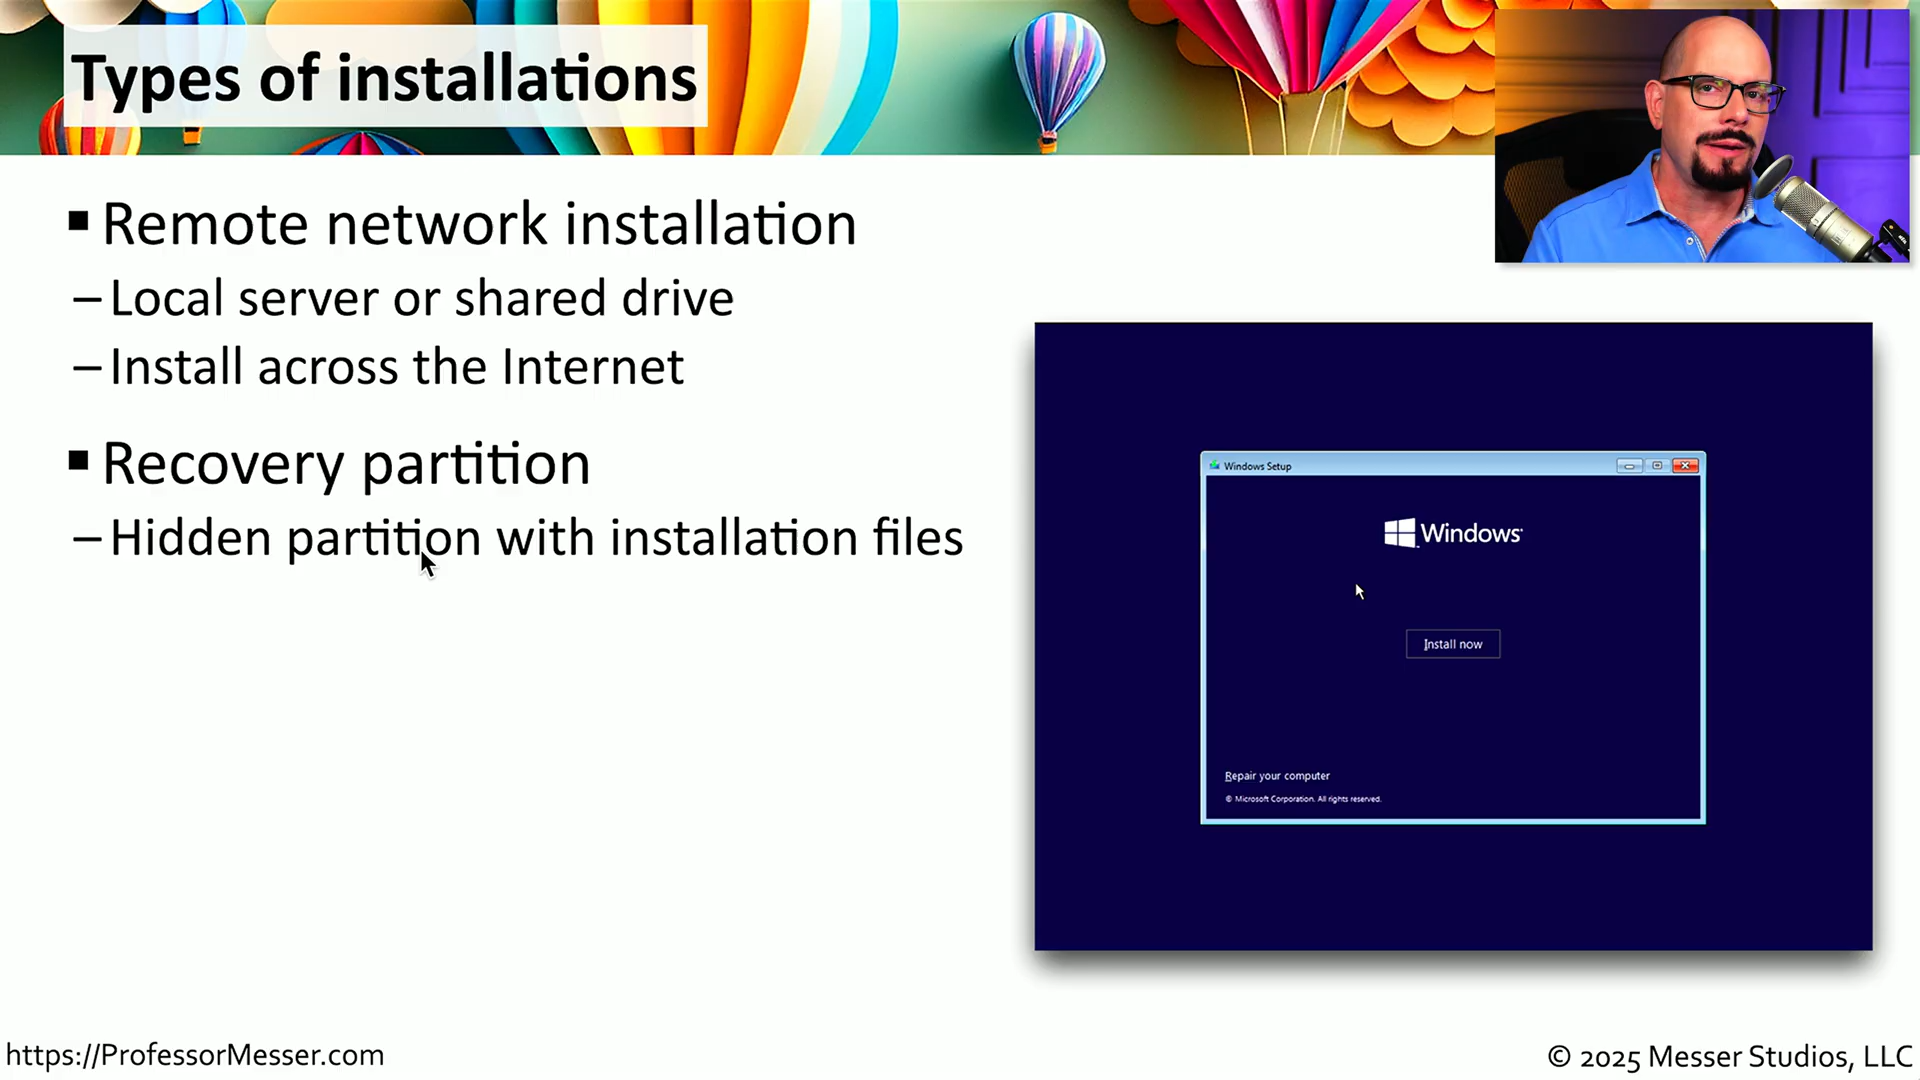 Types of installations
▪ Remote network installation
– Local server or shared drive
– Install across the Internet
▪ Recovery partition
– Hidden partition with installation files
Windows Setup
Windows
Install now
Repair your computer
© Microsoft Corporation. All rights reserved.
https://ProfessorMesser.com
© 2025 Messer Studios, LLC